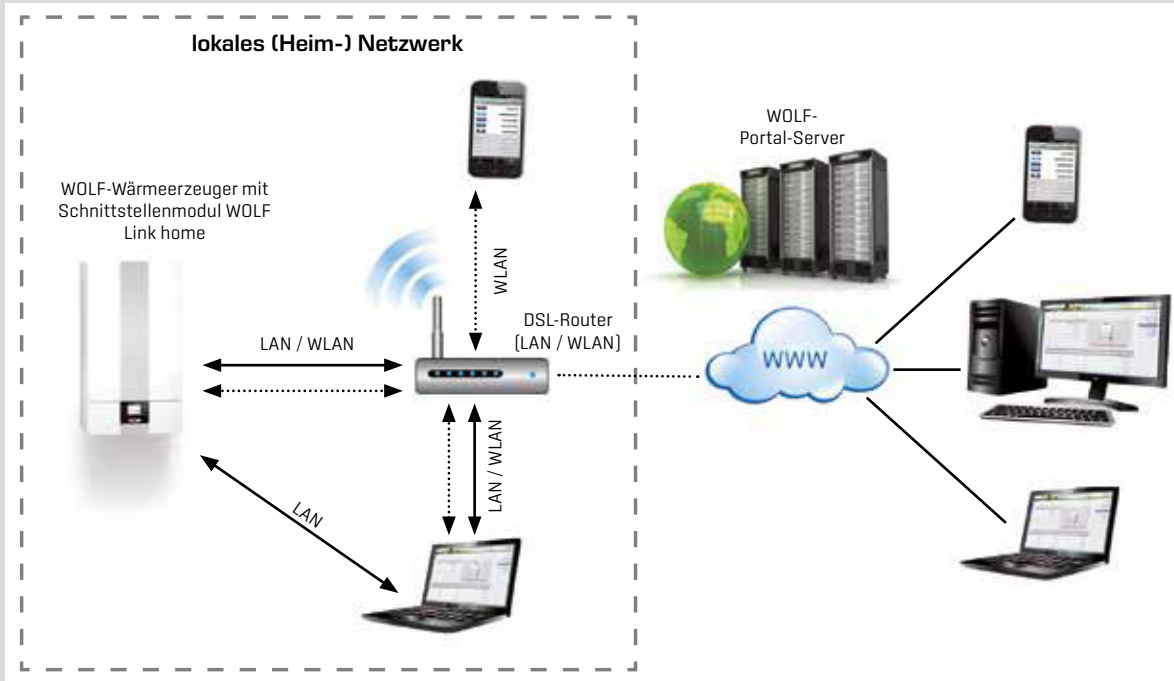 lokales (Heim-) Netzwerk
WOLF-
Portal-Server
WOLF-Wärmeerzeuger mit
Schnittstellenmodul WOLF
Link home
WLAN
DSL-Router
(LAN / WLAN)
LAN / WLAN
WWW
LAN / WLAN
LAN